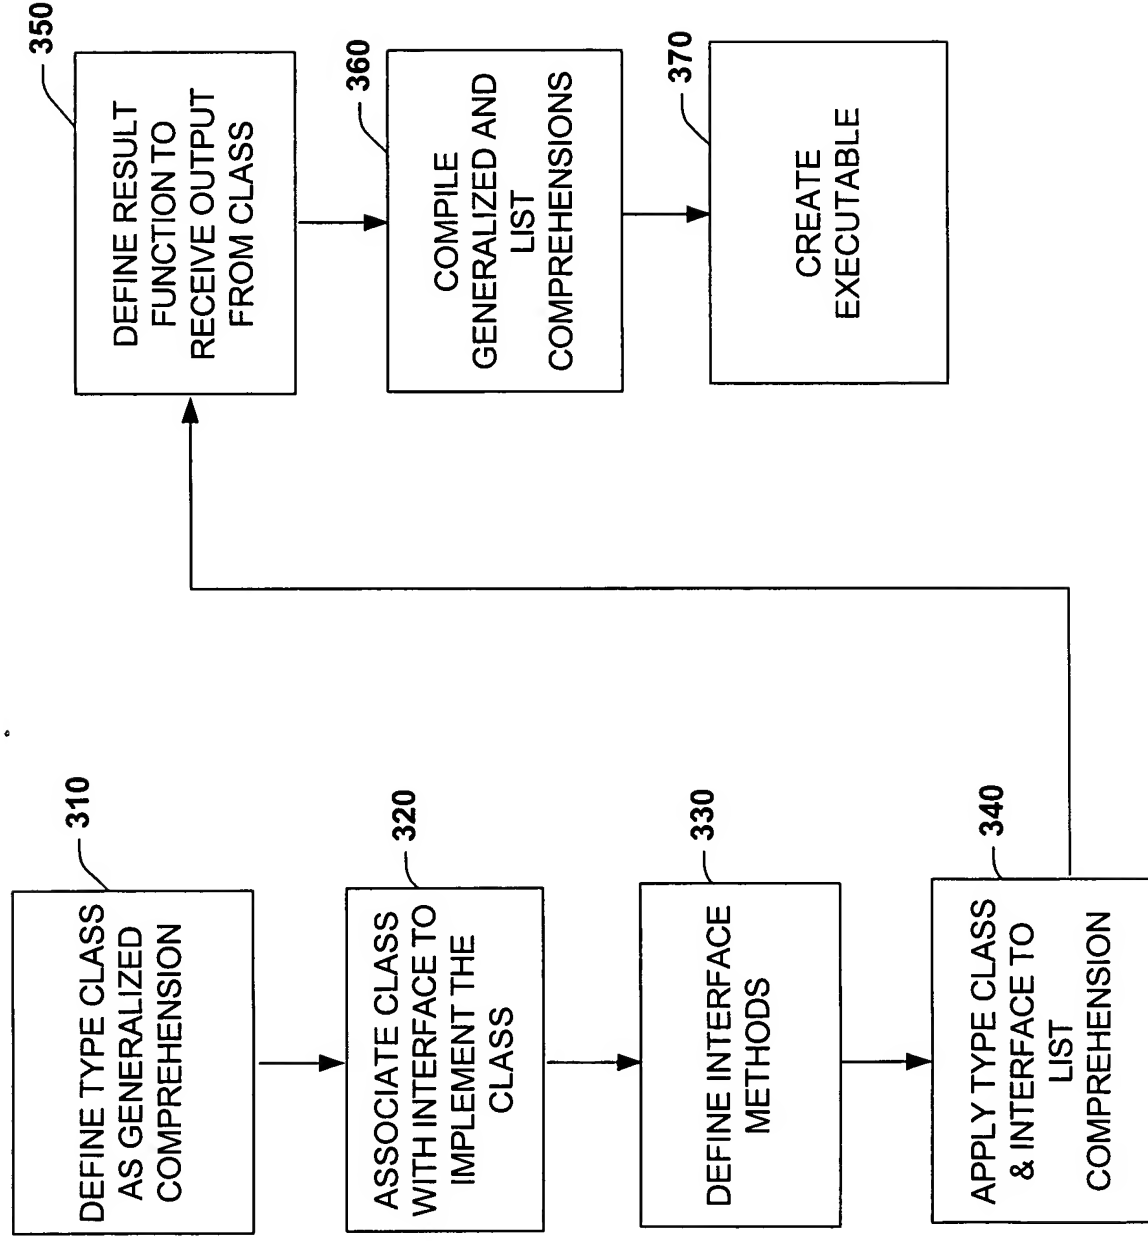 310
DEFINE TYPE CLASS
AS GENERALIZED
COMPREHENSION
320
ASSOCIATE CLASS
WITH INTERFACE TO
IMPLEMENT THE
CLASS
330
DEFINE INTERFACE
METHODS
340
APPLY TYPE CLASS
& INTERFACE TO
LIST
COMPREHENSION
350
DEFINE RESULT
FUNCTION TO
RECEIVE OUTPUT
FROM CLASS
360
COMPILE
GENERALIZED AND
LIST
COMPREHENSIONS
370
CREATE
EXECUTABLE